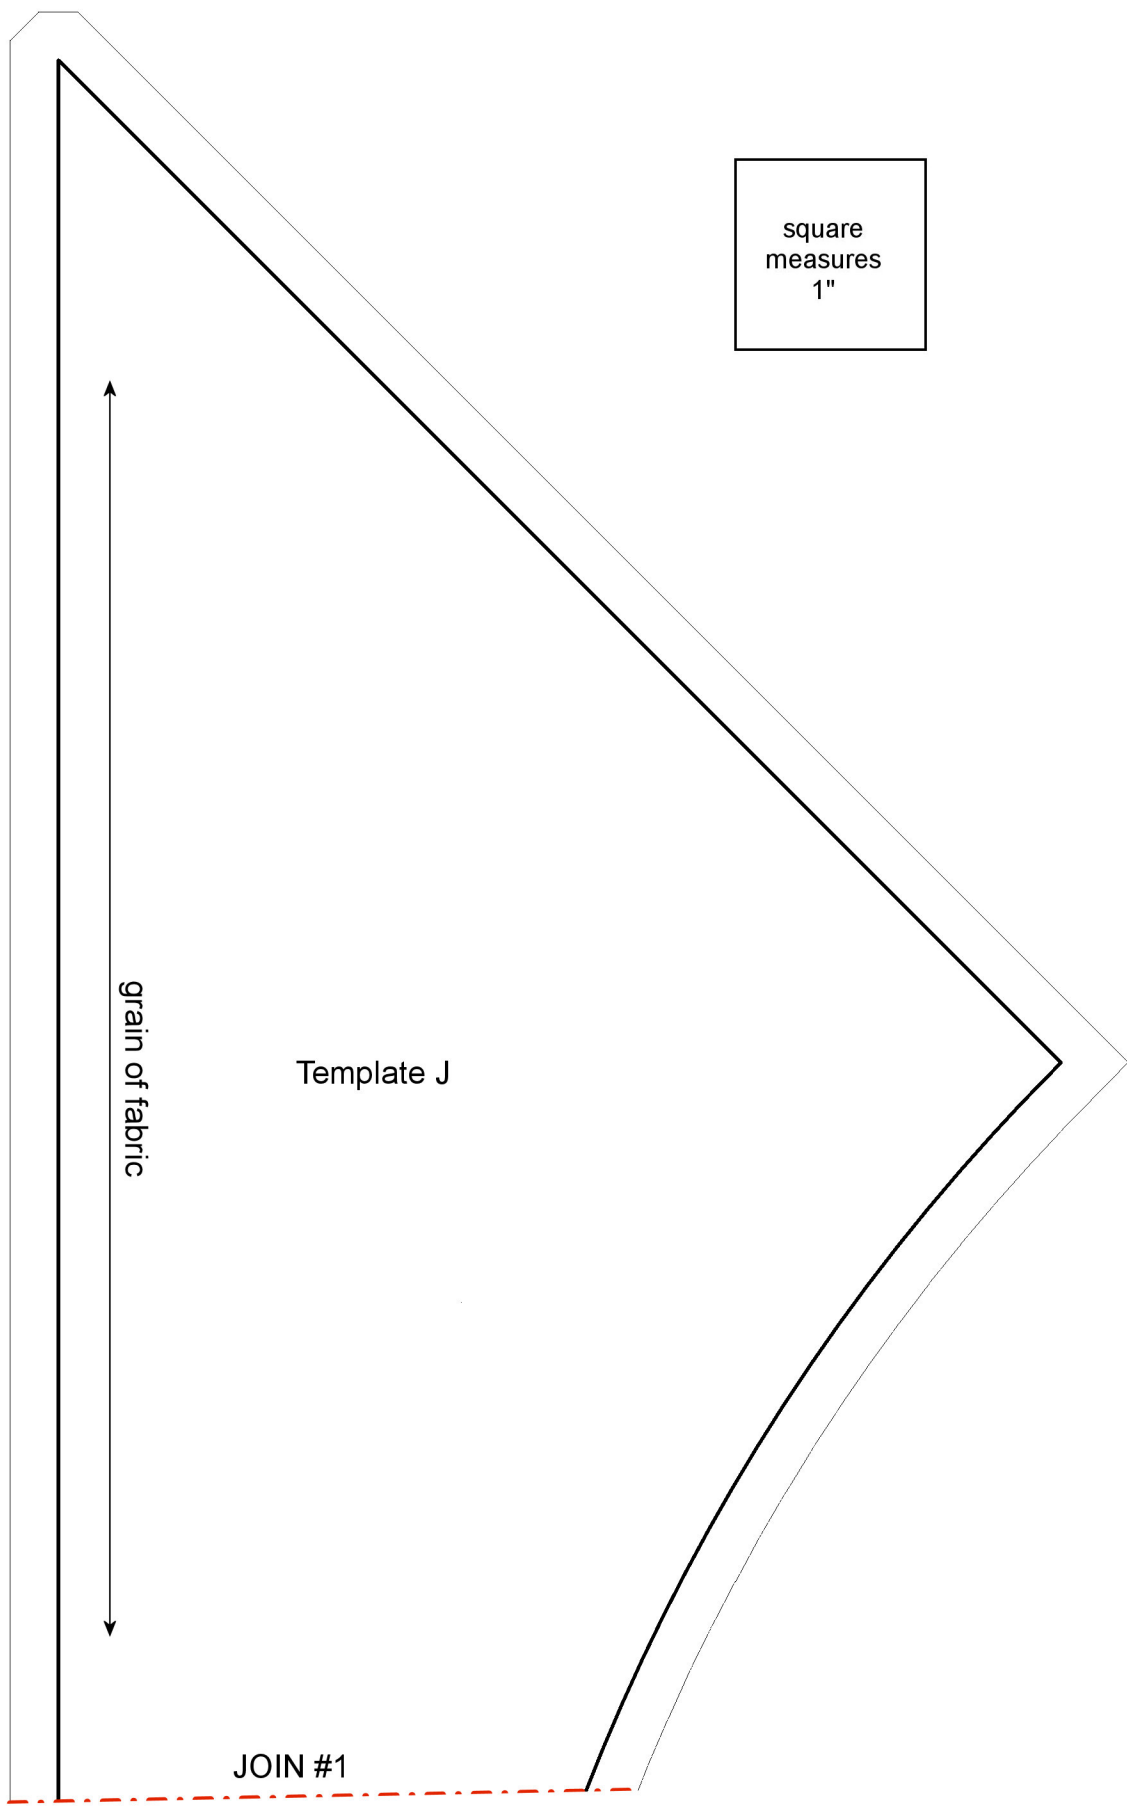 square
measures
1"
grain of fabric
Template J
JOIN #1